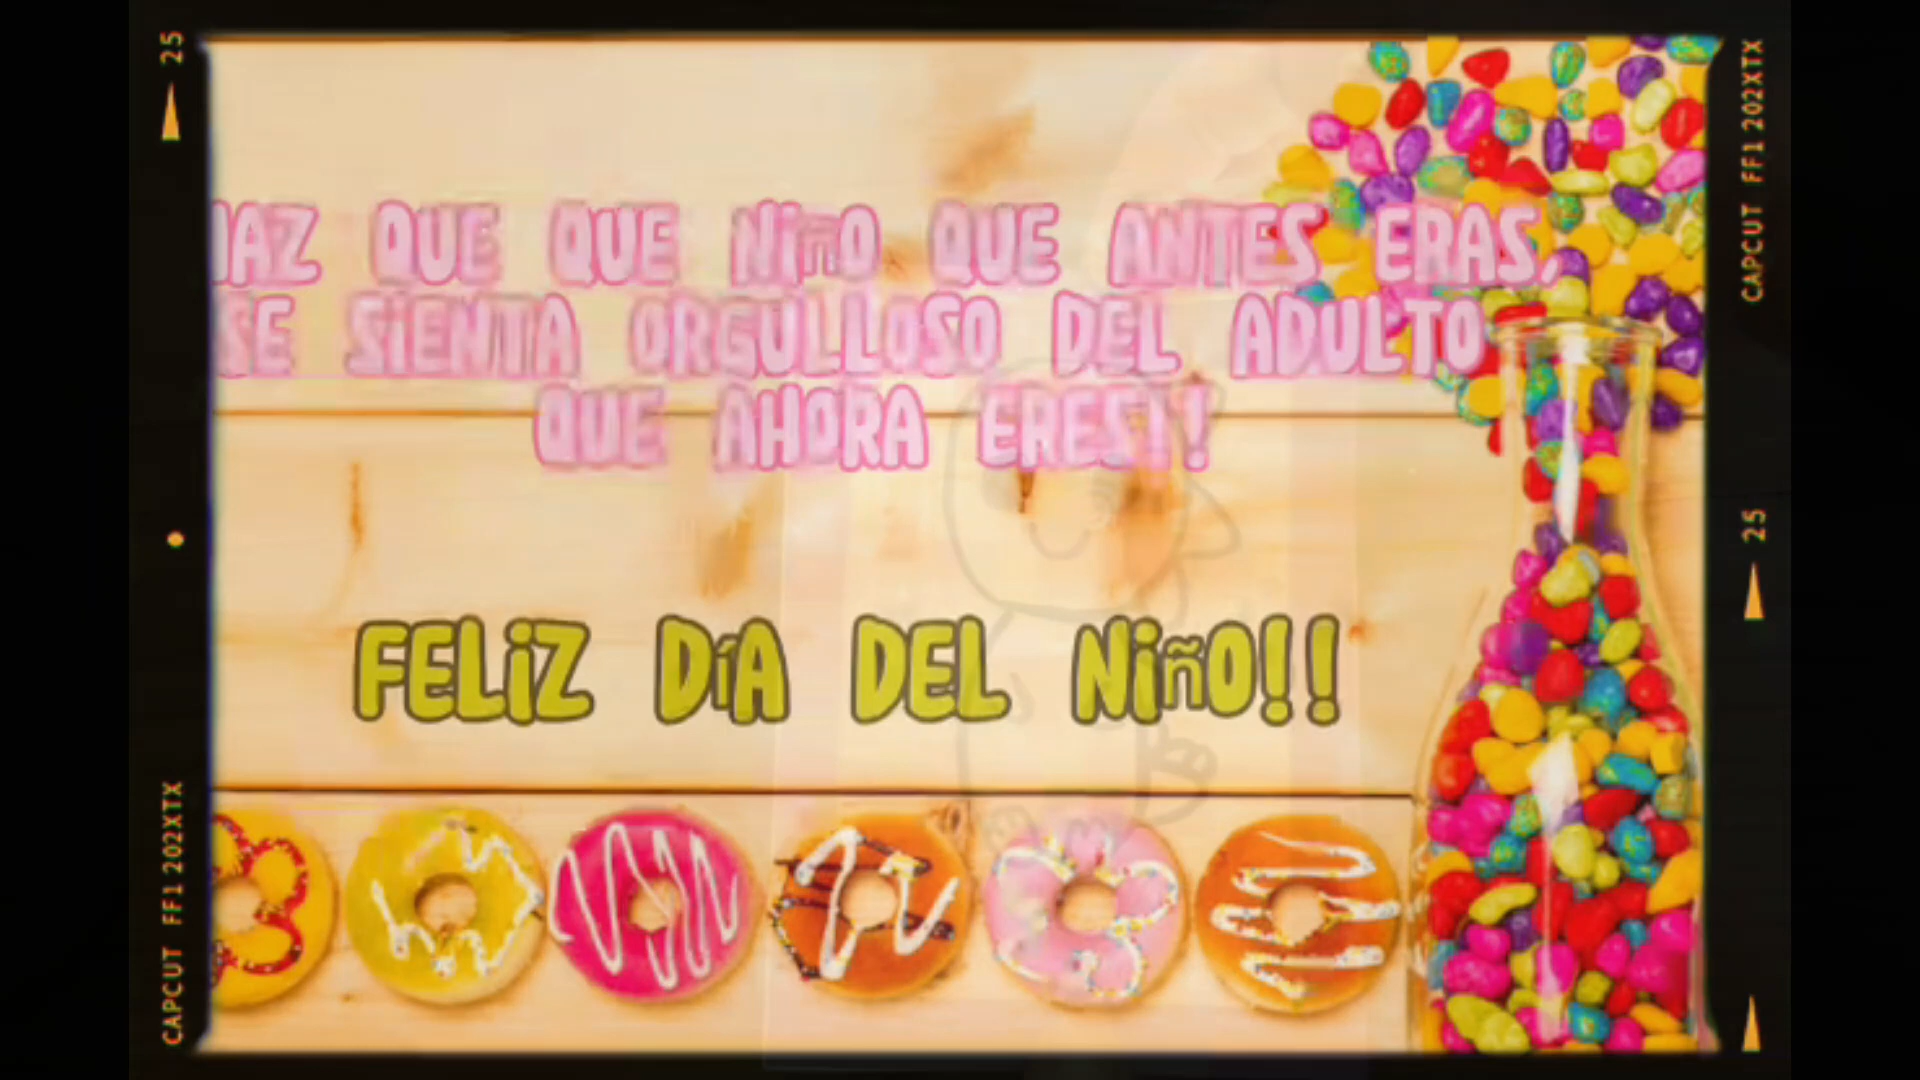 HAZ QUE QUE NIñO QUE ANTES ERAS,
SE SIENTA ORGULLOSO DEL ADULTO
QUE AHORA ERES!!
FELIZ DíA DEL NIñO!!
25
CAPCUT FF1 202XTX
CAPCUT FF1 202XTX
25